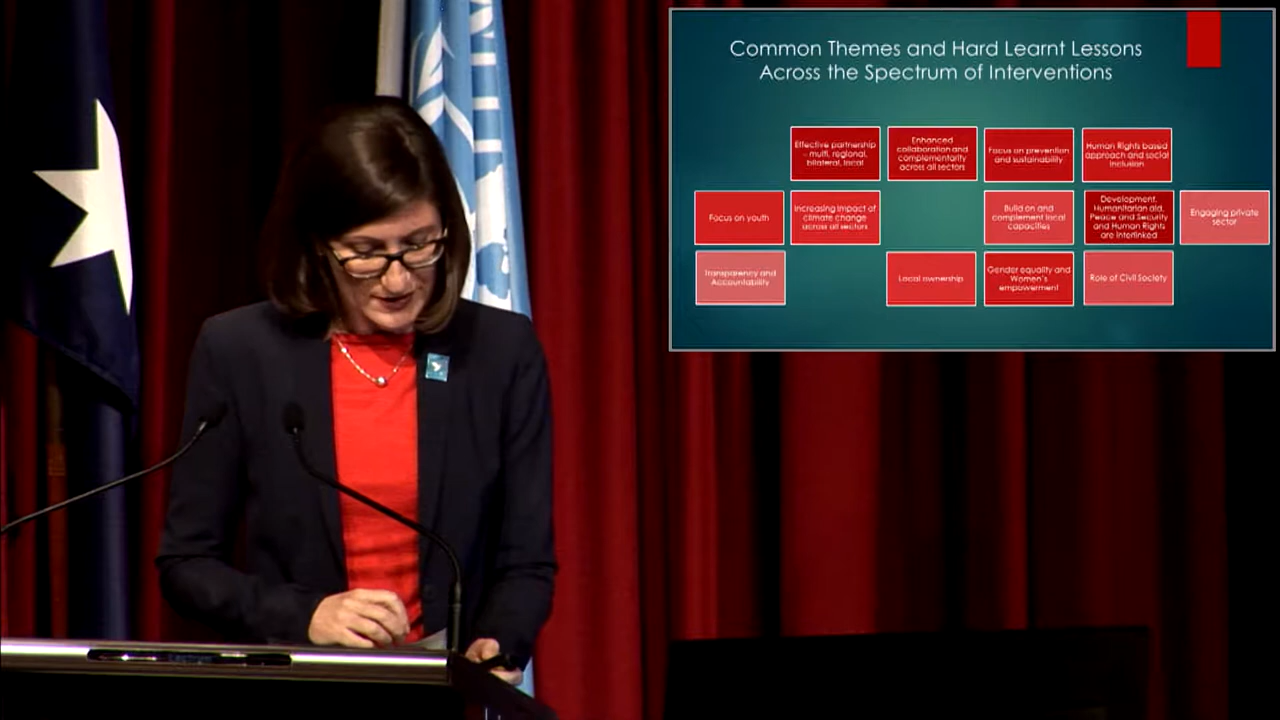 Common Themes and Hard Learnt Lessons
Across the Spectrum of Interventions
Effective partnership
– multi, regional,
bilateral, local
Enhanced
collaboration and
complementarity
across all sectors
Focus on prevention
and sustainability
Human Rights based
approach and social
inclusion
Focus on youth
Increasing impact of
climate change
across all sectors
Build on and
complement local
capacities
Development,
Humanitarian aid,
Peace and Security
and Human Rights
are interlinked
Engaging private
sector
Transparency and
Accountability
Local ownership
Gender equality and
Women's
empowerment
Role of Civil Society